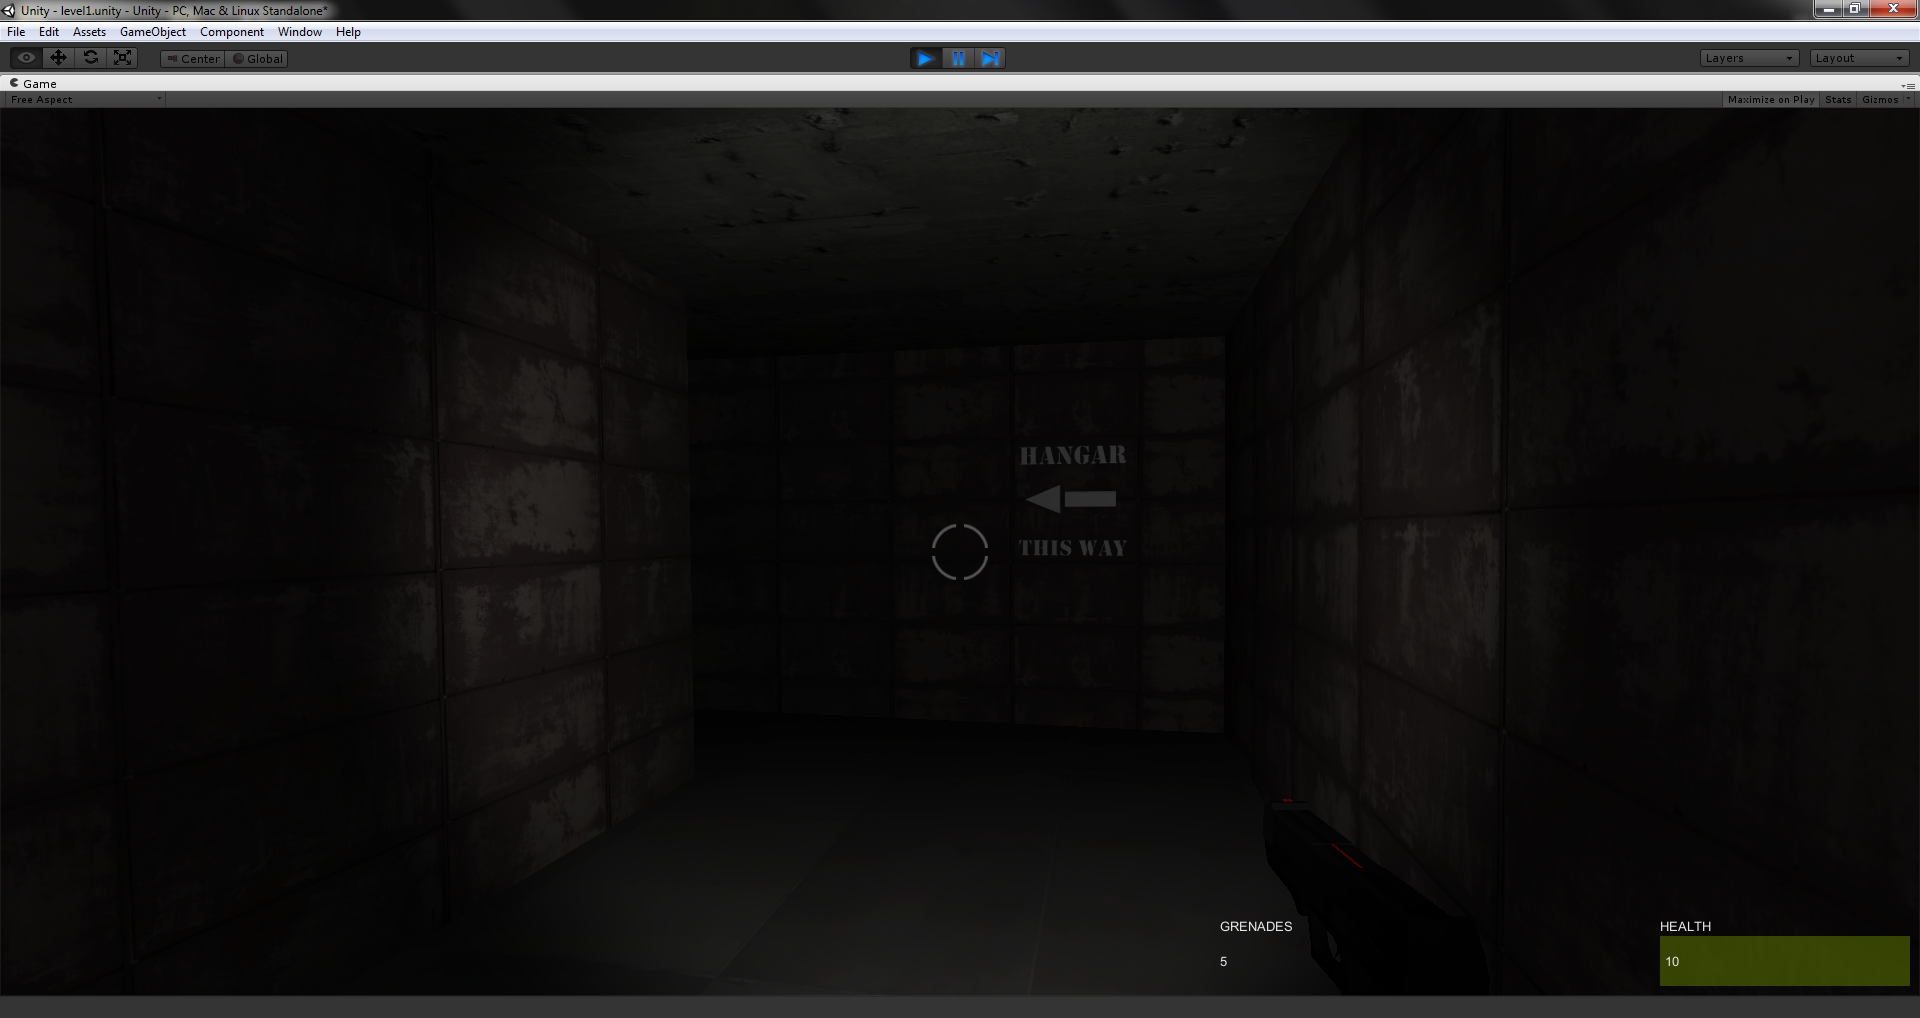 Unity - level1.unity - Unity - PC, Mac & Linux Standalone*
File Edit Assets GameObject Component Window Help
Center Global Layers Layout
Game
Free Aspect Maximize on Play Stats Gizmos
HANGAR
THIS WAY
GRENADES HEALTH
5 10